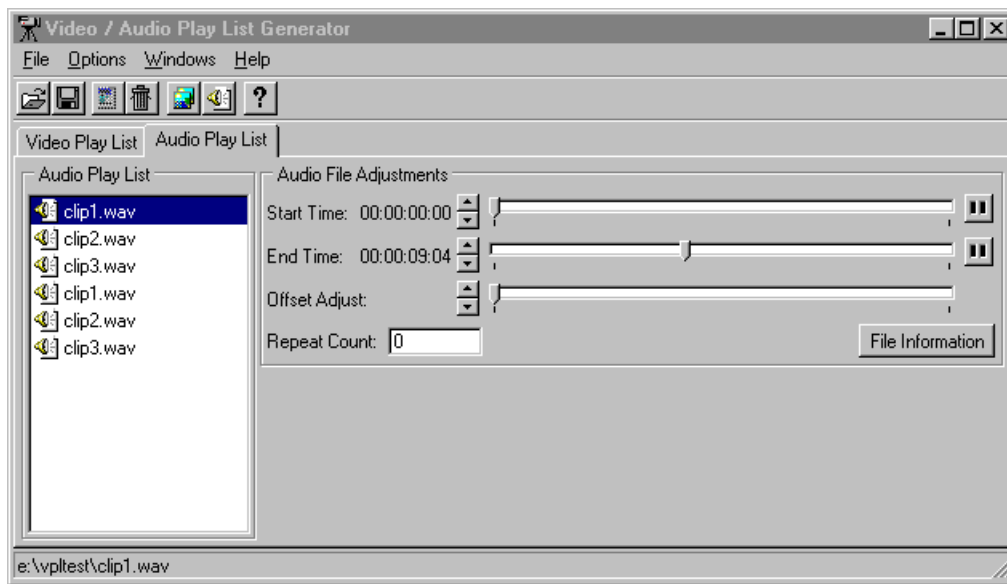 Video / Audio Play List Generator
File Options Windows Help
?
Video Play List Audio Play List
Audio Play List
clip1.wav
clip2.wav
clip3.wav
clip1.wav
clip2.wav
clip3.wav
Audio File Adjustments
Start Time: 00:00:00:00
End Time: 00:00:09:04
Offset Adjust:
Repeat Count: 0
File Information
e:\vpltest\clip1.wav